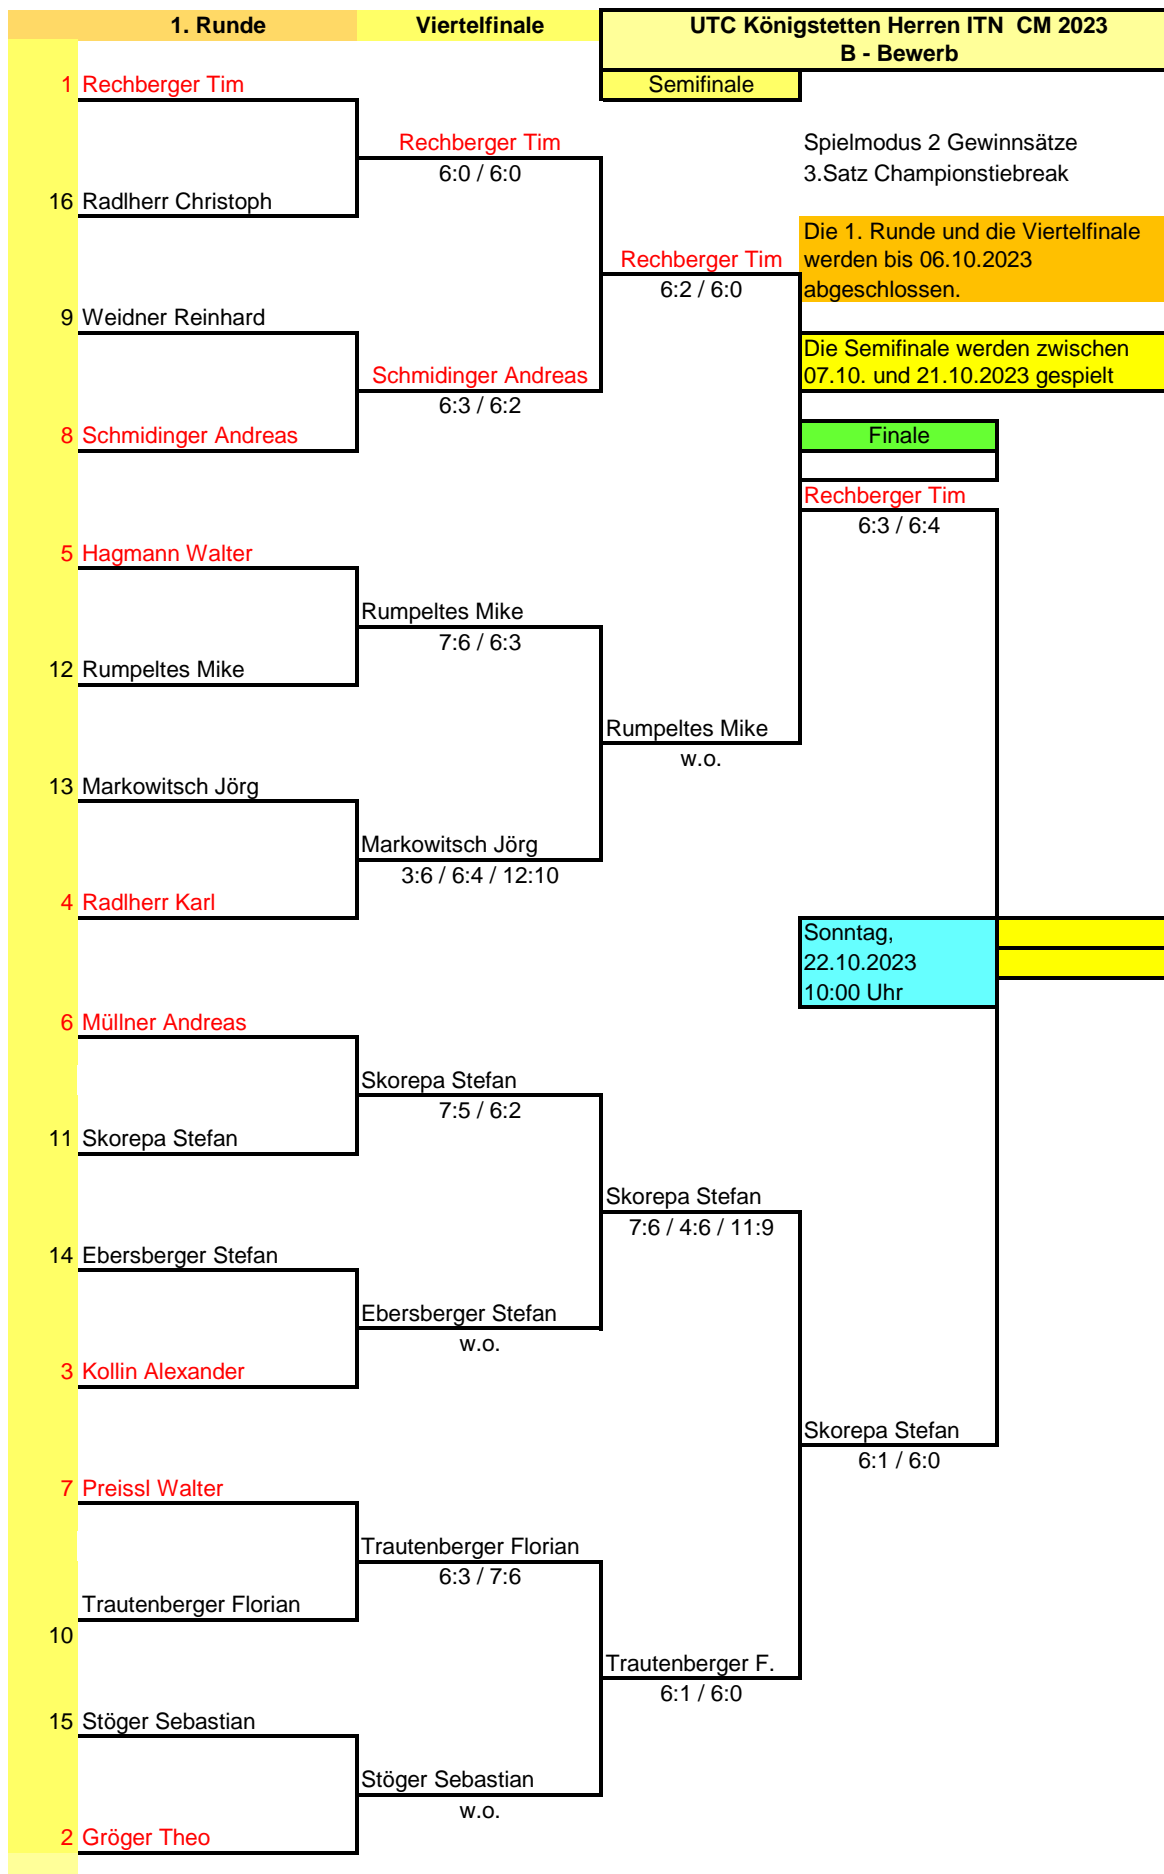 1. Runde
Viertelfinale
UTC Königstetten Herren ITN CM 2023
B - Bewerb
Semifinale
1 Rechberger Tim
Rechberger Tim
6:0 / 6:0
Spielmodus 2 Gewinnsätze
3.Satz Championstiebreak
16 Radlherr Christoph
Rechberger Tim
6:2 / 6:0
Die 1. Runde und die Viertelfinale
werden bis 06.10.2023
abgeschlossen.
9 Weidner Reinhard
Die Semifinale werden zwischen
07.10. und 21.10.2023 gespielt
Schmidinger Andreas
6:3 / 6:2
8 Schmidinger Andreas
Finale
Rechberger Tim
6:3 / 6:4
5 Hagmann Walter
Rumpeltes Mike
7:6 / 6:3
12 Rumpeltes Mike
Rumpeltes Mike
w.o.
13 Markowitsch Jörg
Markowitsch Jörg
3:6 / 6:4 / 12:10
4 Radlherr Karl
Sonntag,
22.10.2023
10:00 Uhr
6 Müllner Andreas
Skorepa Stefan
7:5 / 6:2
11 Skorepa Stefan
Skorepa Stefan
7:6 / 4:6 / 11:9
14 Ebersberger Stefan
Ebersberger Stefan
w.o.
3 Kollin Alexander
Skorepa Stefan
6:1 / 6:0
7 Preissl Walter
Trautenberger Florian
6:3 / 7:6
Trautenberger Florian
10
Trautenberger F.
6:1 / 6:0
15 Stöger Sebastian
Stöger Sebastian
w.o.
2 Gröger Theo